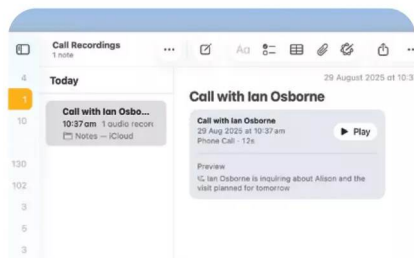 Call Recordings
1 note
Aa
4
1
10
130
102
3
5
3
Today
Call with Ian Osbo...
10:37 am 1 audio recor
Notes — iCloud
29 August 2025 at 10:3
Call with Ian Osborne
Call with Ian Osborne
29 Aug 2025 at 10:37 am
Phone Call · 12s
Play
Preview
Ian Osborne is inquiring about Alison and the
visit planned for tomorrow